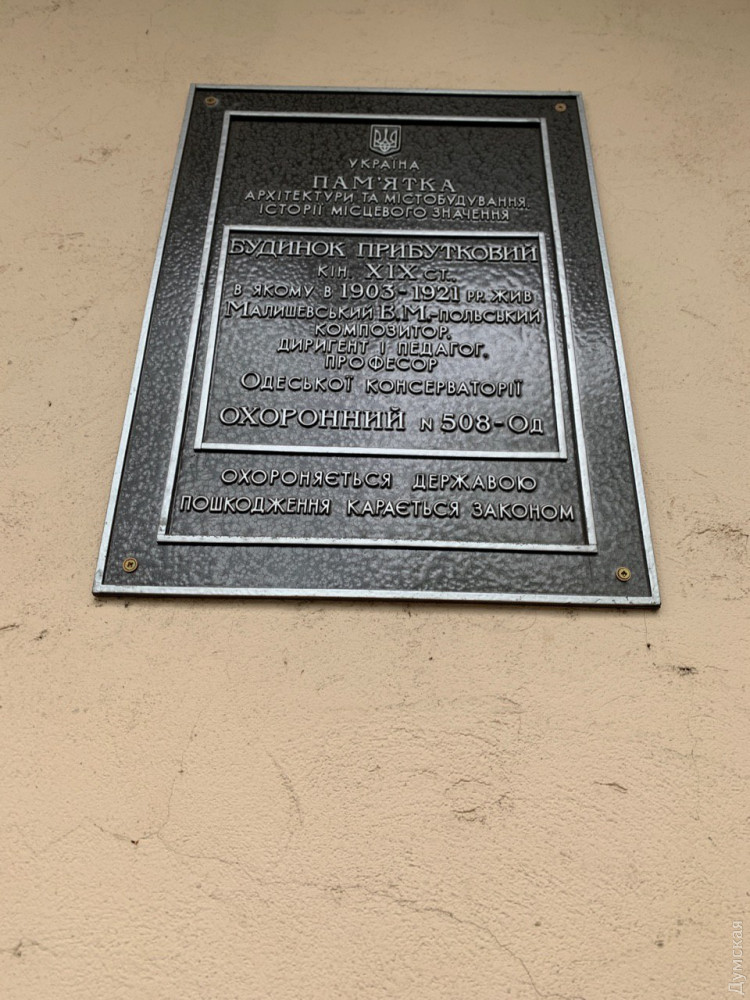 УКРАЇНА
ПАМ'ЯТКА
АРХІТЕКТУРИ ТА МІСТОБУДУВАННЯ,
ІСТОРІЇ МІСЦЕВОГО ЗНАЧЕННЯ
БУДИНОК ПРИБУТКОВИЙ
КІН. XIX СТ.,
В ЯКОМУ В 1903-1921 РР. ЖИВ
МАЛИШЕВСЬКИЙ В.М.-ПОЛЬСЬКИЙ
КОМПОЗИТОР,
ДИРИГЕНТ І ПЕДАГОГ,
ПРОФЕСОР
ОДЕСЬКОЇ КОНСЕРВАТОРІЇ
ОХОРОННИЙ N 508-Од
ОХОРОНЯЄТЬСЯ ДЕРЖАВОЮ
ПОШКОДЖЕННЯ КАРАЄТЬСЯ ЗАКОНОМ
Думская